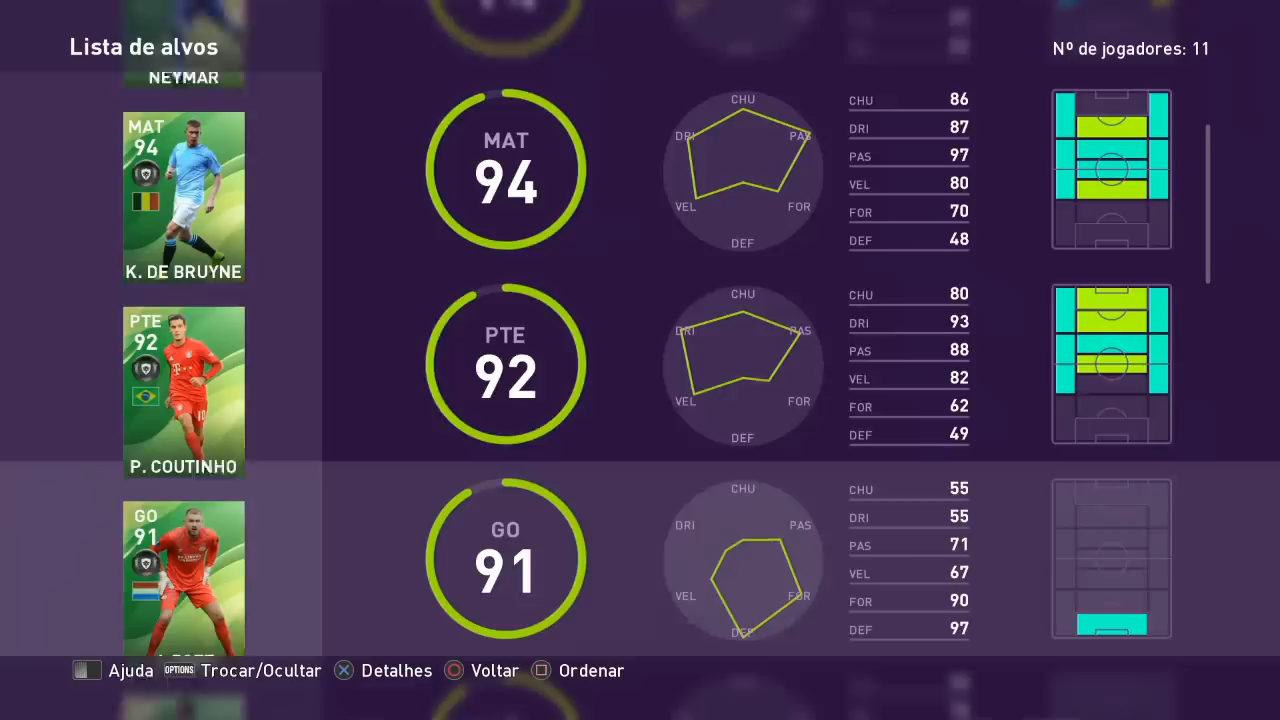 Lista de alvos
Nº de jogadores: 11
NEYMAR
MAT
94
K. DE BRUYNE
MAT
94
CHU
DRI
PAS
VEL
FOR
DEF
CHU 86
DRI 87
PAS 97
VEL 80
FOR 70
DEF 48
PTE
92
10
P. COUTINHO
PTE
92
CHU
DRI
PAS
VEL
FOR
DEF
CHU 80
DRI 93
PAS 88
VEL 82
FOR 62
DEF 49
GO
91
GO
91
CHU
DRI
PAS
VEL
FOR
DEF
CHU 55
DRI 55
PAS 71
VEL 67
FOR 90
DEF 97
Ajuda
OPTIONS Trocar/Ocultar
Detalhes
Voltar
Ordenar